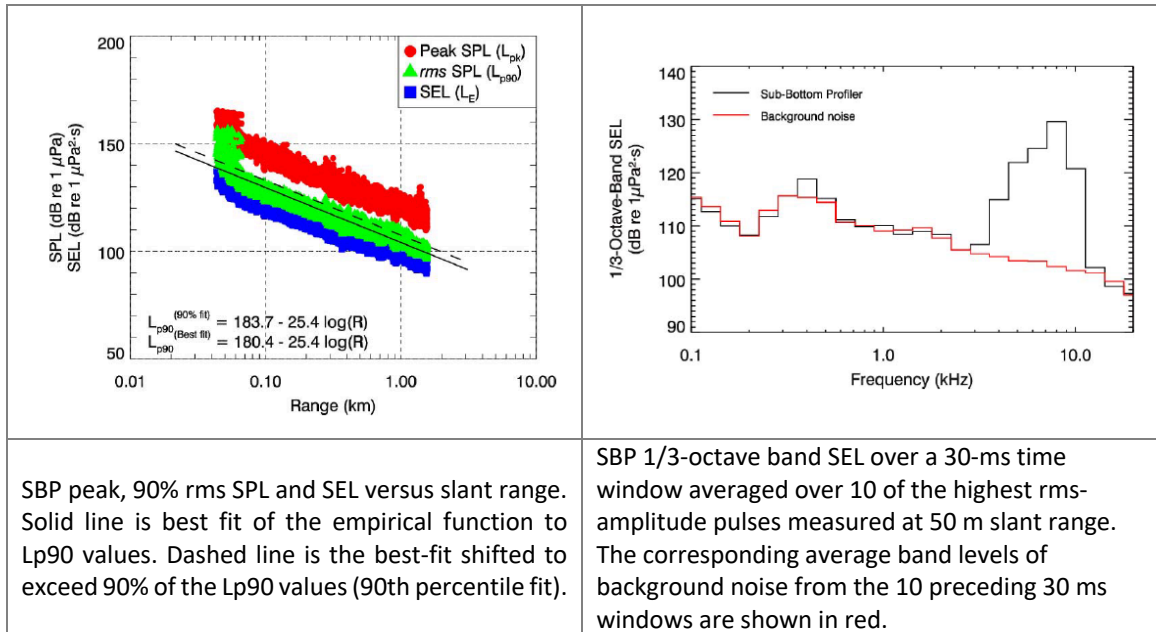 200
150
100
50
SPL (dB re 1 µPa)
SEL (dB re 1 µPa²·s)
Peak SPL (Lpk)
rms SPL (Lp90)
SEL (LE)
Lp90(90% fit) = 183.7 - 25.4 log(R)
Lp90(Best fit) = 180.4 - 25.4 log(R)
0.01 0.10 1.00 10.00
Range (km)
140
130
120
110
100
90
1/3-Octave-Band SEL
(dB re 1µPa²·s)
Sub-Bottom Profiler
Background noise
0.1 1.0 10.0
Frequency (kHz)
SBP peak, 90% rms SPL and SEL versus slant range.
Solid line is best fit of the empirical function to
Lp90 values. Dashed line is the best-fit shifted to
exceed 90% of the Lp90 values (90th percentile fit).
SBP 1/3-octave band SEL over a 30-ms time
window averaged over 10 of the highest rms-
amplitude pulses measured at 50 m slant range.
The corresponding average band levels of
background noise from the 10 preceding 30 ms
windows are shown in red.